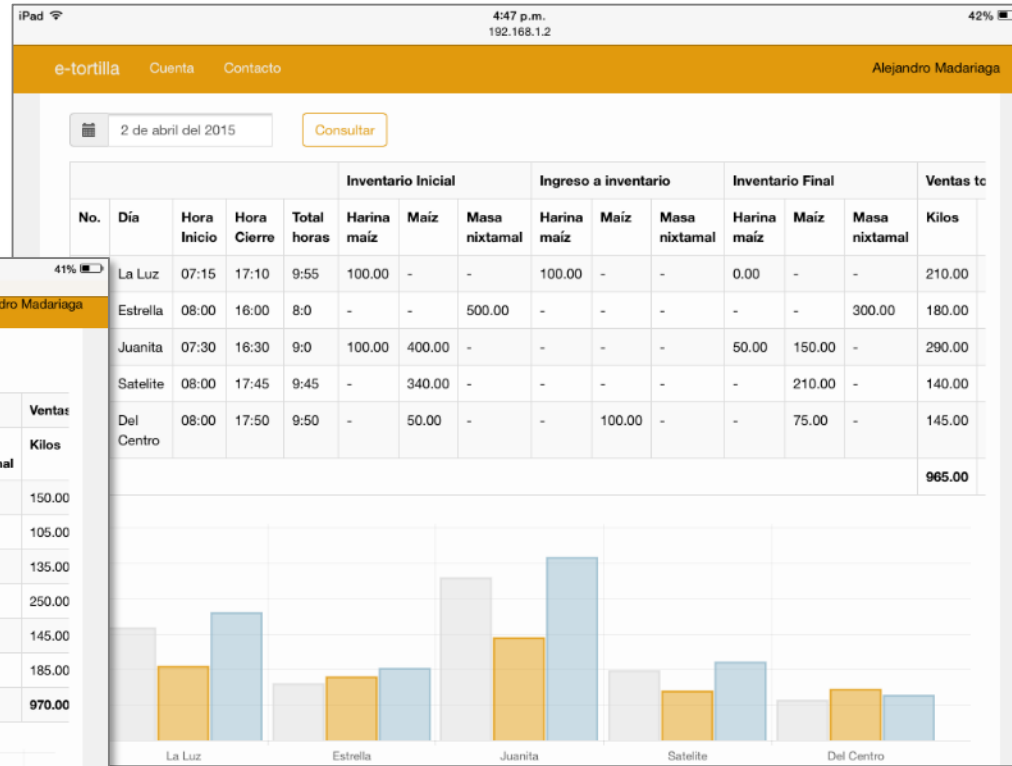 iPad 4:47 p.m. 42%
192.168.1.2
e-tortilla Cuenta Contacto Alejandro Madariaga
2 de abril del 2015 Consultar
Inventario Inicial Ingreso a inventario Inventario Final Ventas
No. Día Hora Inicio Hora Cierre Total horas Harina maíz Maíz Masa nixtamal Harina maíz Maíz Masa nixtamal Harina maíz Maíz Masa nixtamal Kilos
La Luz 07:15 17:10 9:55 100.00 - - 100.00 - - 0.00 - - 210.00
Estrella 08:00 16:00 8:0 - - 500.00 - - - - - 300.00 180.00
Juanita 07:30 16:30 9:0 100.00 400.00 - - - - 50.00 150.00 - 290.00
Satelite 08:00 17:45 9:45 - 340.00 - - - - - 210.00 - 140.00
Del Centro 08:00 17:50 9:50 - 50.00 - - 100.00 - - 75.00 - 145.00
965.00
La Luz Estrella Juanita Satelite Del Centro
41%
Madariaga
Ventas
Kilos
150.00
105.00
135.00
250.00
145.00
185.00
970.00